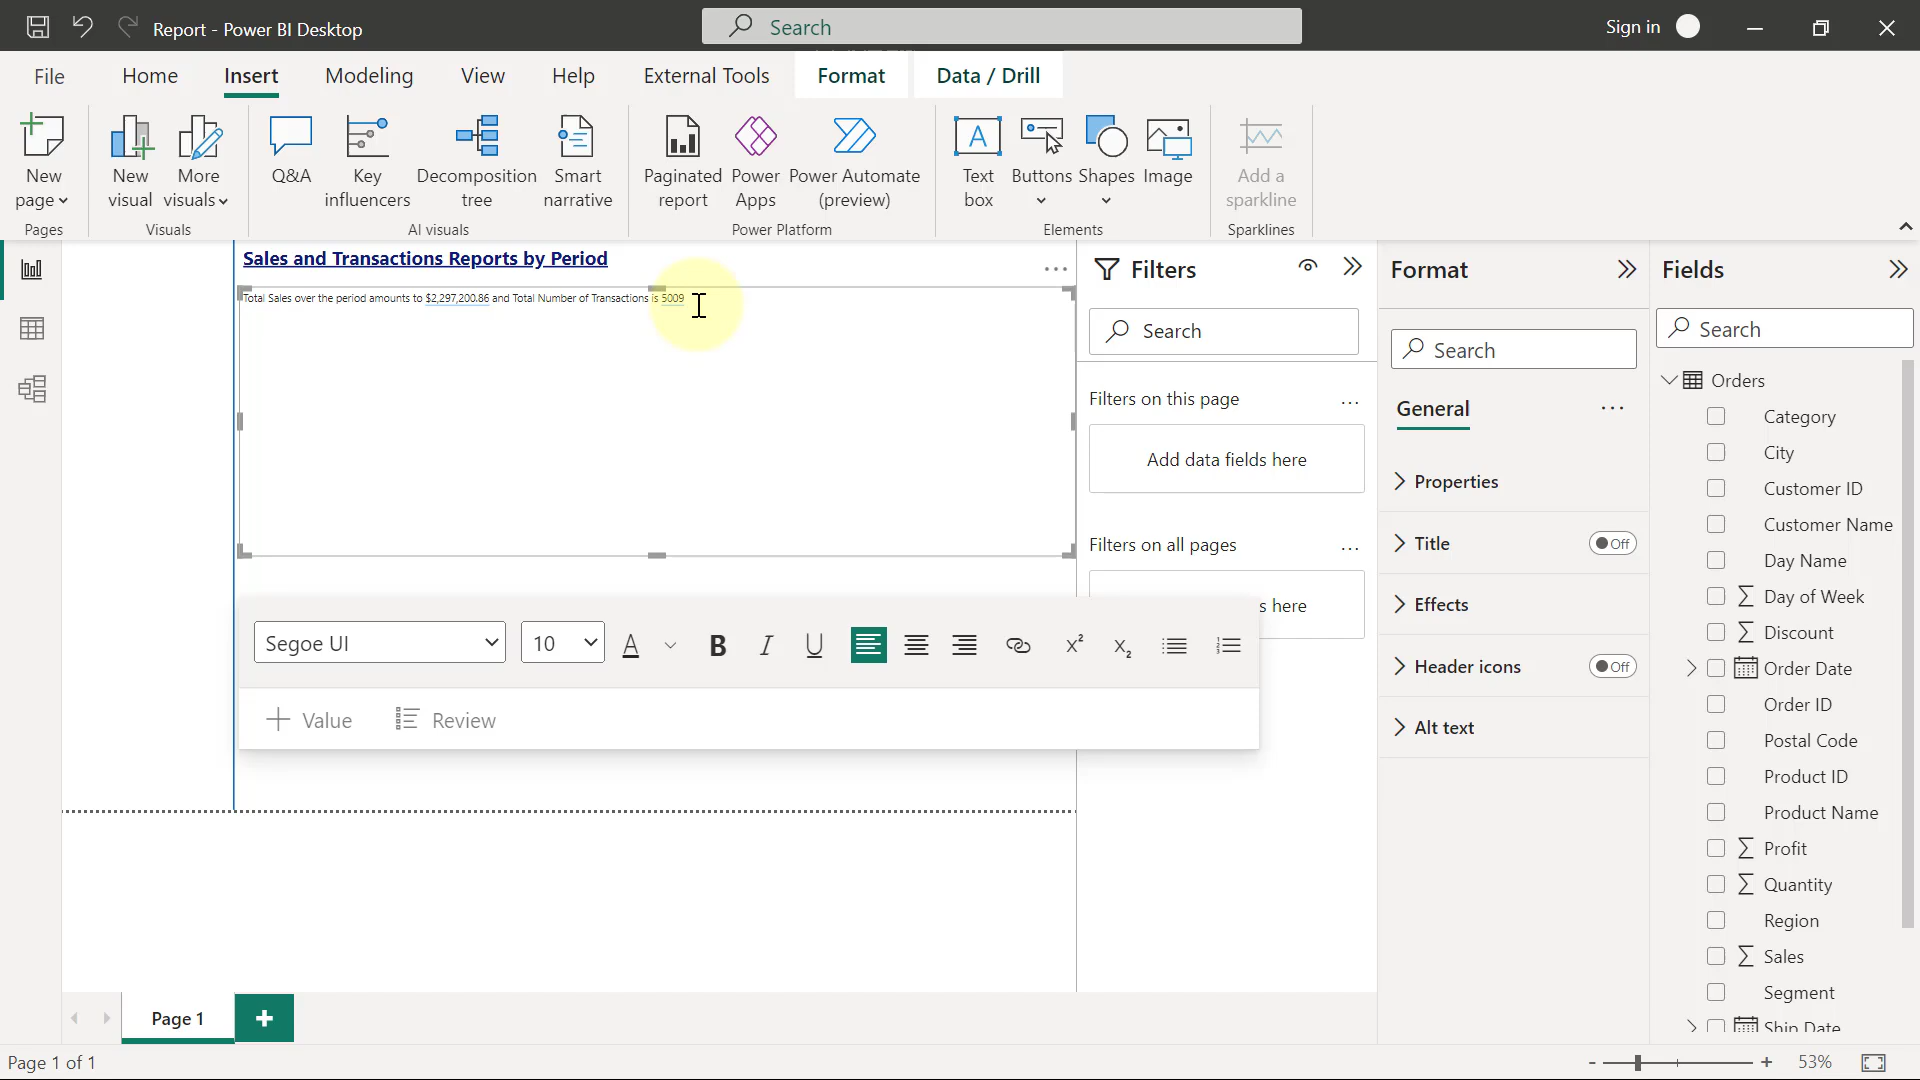 Report - Power BI Desktop
Search
Sign in
File
Home
Insert
Modeling
View
Help
External Tools
Format
Data / Drill
New page
New visual
More visuals
Q&A
Key influencers
Decomposition tree
Smart narrative
Paginated report
Power Apps
Power Automate (preview)
A
Text box
Buttons
Shapes
Image
Add a sparkline
Pages
Visuals
AI visuals
Power Platform
Elements
Sparklines
Sales and Transactions Reports by Period
Total Sales over the period amounts to $2,297,200.86 and Total Number of Transactions is 5009
Segoe UI
10
A
B
I
U
x²
x₂
Value
Review
Filters
Search
Filters on this page
...
Add data fields here
Filters on all pages
...
s here
Format
Search
General
...
Properties
Title
Off
Effects
Header icons
Off
Alt text
Fields
Search
Orders
Category
City
Customer ID
Customer Name
Day Name
∑ Day of Week
∑ Discount
Order Date
Order ID
Postal Code
Product ID
Product Name
∑ Profit
∑ Quantity
Region
∑ Sales
Segment
Ship Date
Page 1
Page 1 of 1
- + 53%